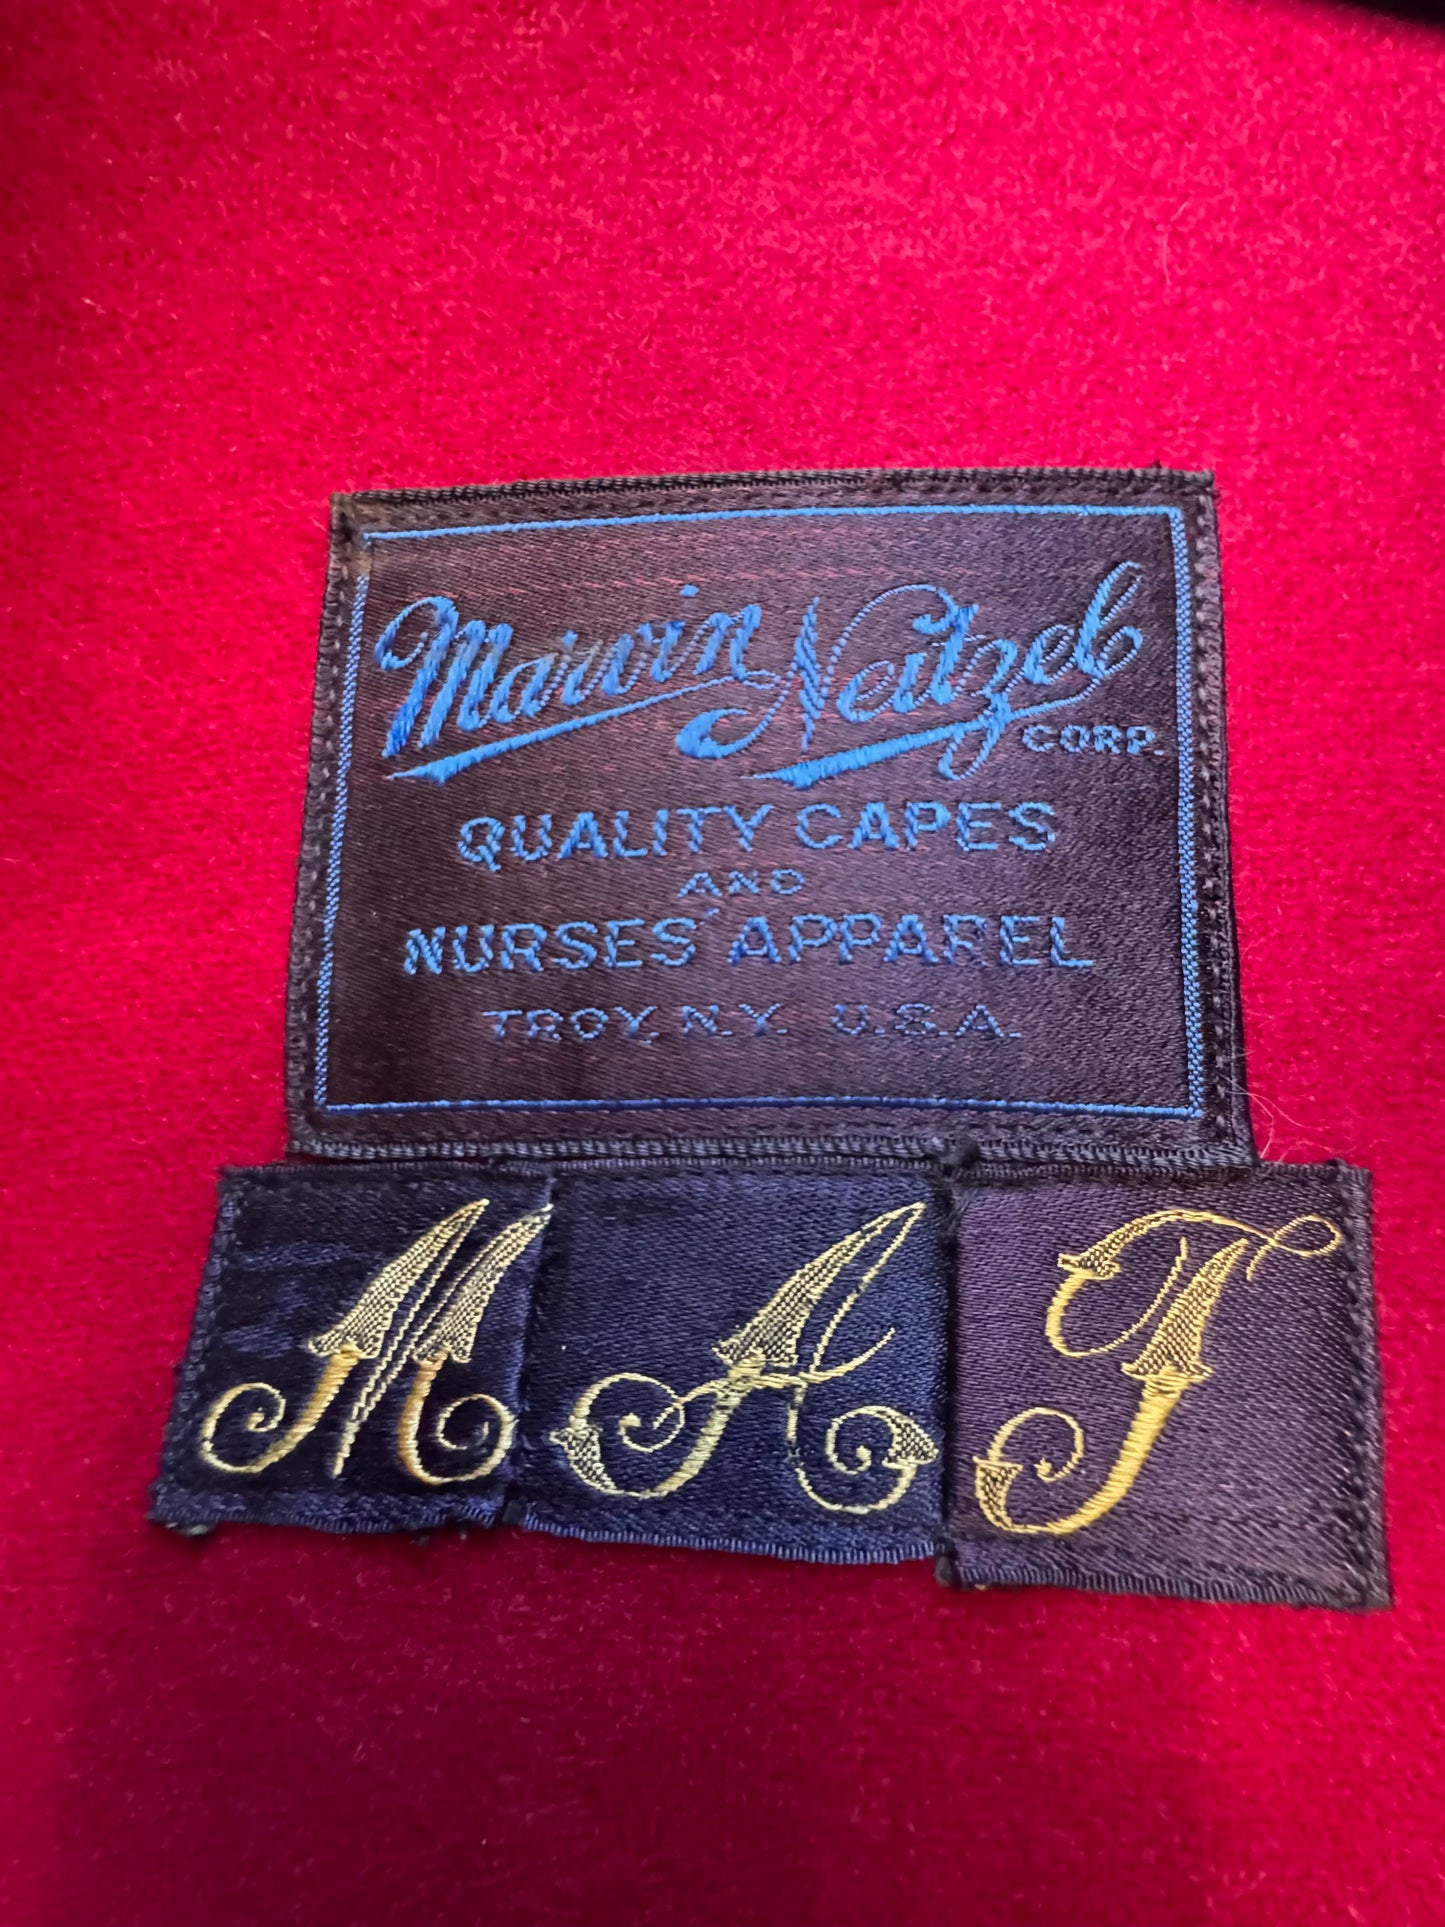 Marvin Neitzel
CORP.
QUALITY CAPES
AND
NURSES' APPAREL
TROY, N.Y. U.S.A.
M A T